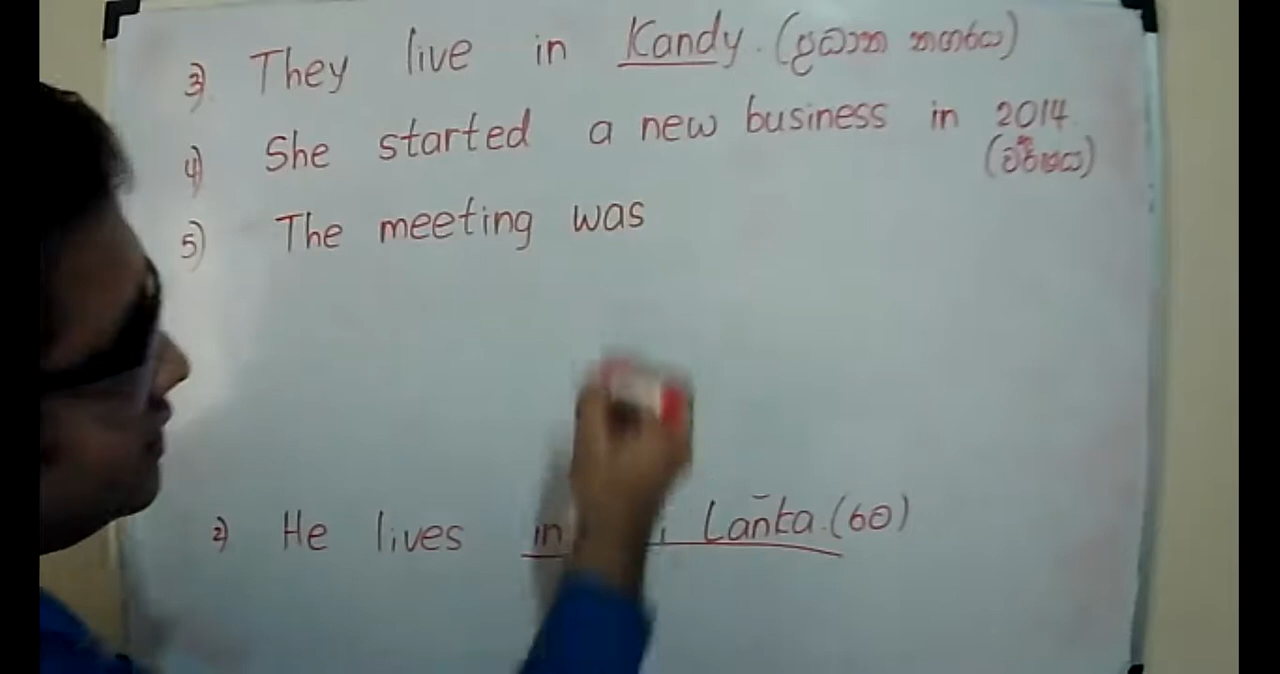 3) They live in Kandy. (ප්‍රධාන නගරය)
4) She started a new business in 2014.
(වර්ෂය)
5) The meeting was
2) He lives in Lanka. (රට)